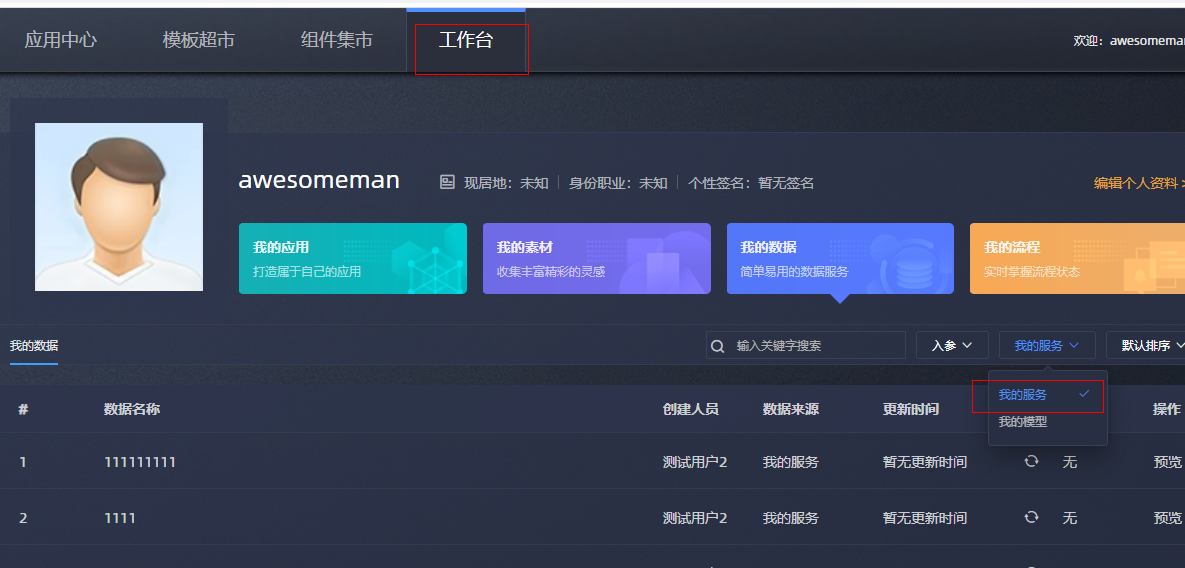 应用中心 模板超市 组件集市 工作台 欢迎: awesomeman
awesomeman 现居地: 未知 身份职业: 未知 个性签名: 暂无签名 编辑个人资料 >
我的应用 我的素材 我的数据 我的流程
打造属于自己的应用 收集丰富精彩的灵感 简单易用的数据服务 实时掌握流程状态
我的数据 输入关键字搜索 入参 我的服务 默认排序
我的服务
我的模型
# 数据名称 创建人员 数据来源 更新时间 操作
1 111111111 测试用户2 我的服务 暂无更新时间 无 预览
2 1111 测试用户2 我的服务 暂无更新时间 无 预览